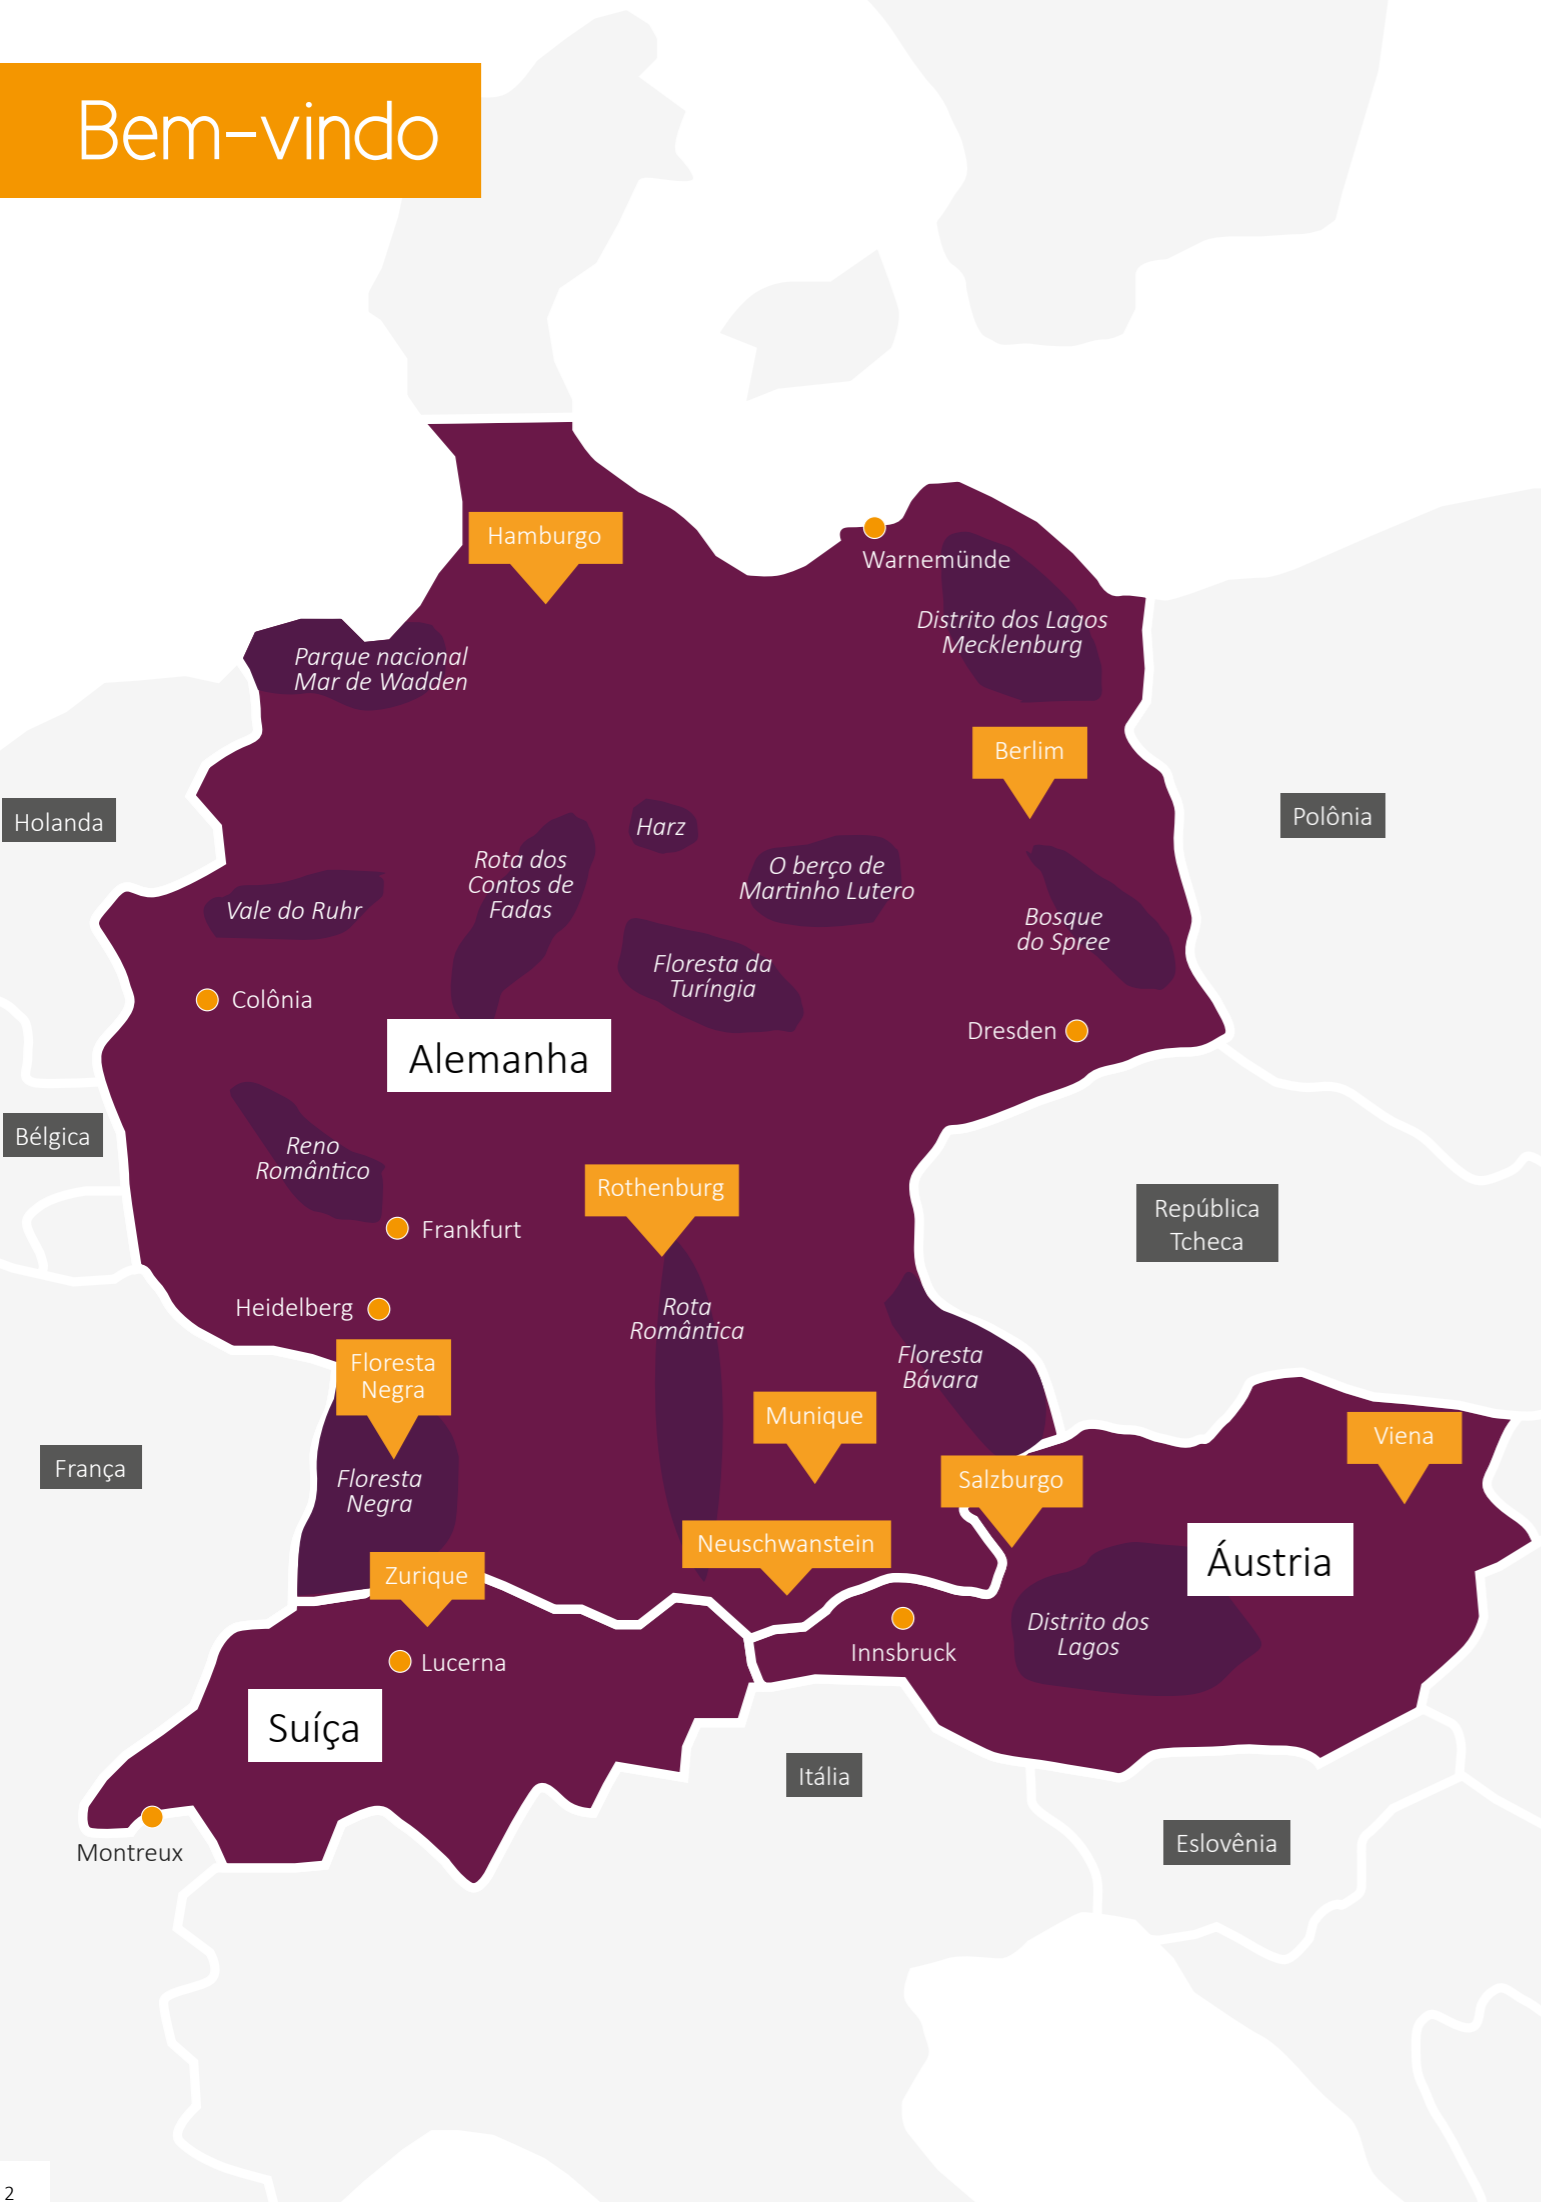 Bem-vindo
Hamburgo
Warnemünde
Distrito dos Lagos
Mecklenburg
Parque nacional
Mar de Wadden
Berlim
Holanda
Polônia
Harz
Rota dos
Contos de
Fadas
O berço de
Martinho Lutero
Vale do Ruhr
Bosque
do Spree
Floresta da
Turíngia
Colônia
Dresden
Alemanha
Bélgica
Reno
Romântico
Rothenburg
República
Tcheca
Frankfurt
Heidelberg
Rota
Romântica
Floresta
Negra
Floresta
Bávara
Munique
Viena
França
Floresta
Negra
Salzburgo
Neuschwanstein
Áustria
Zurique
Distrito dos
Lagos
Innsbruck
Lucerna
Suíça
Itália
Eslovênia
Montreux
2